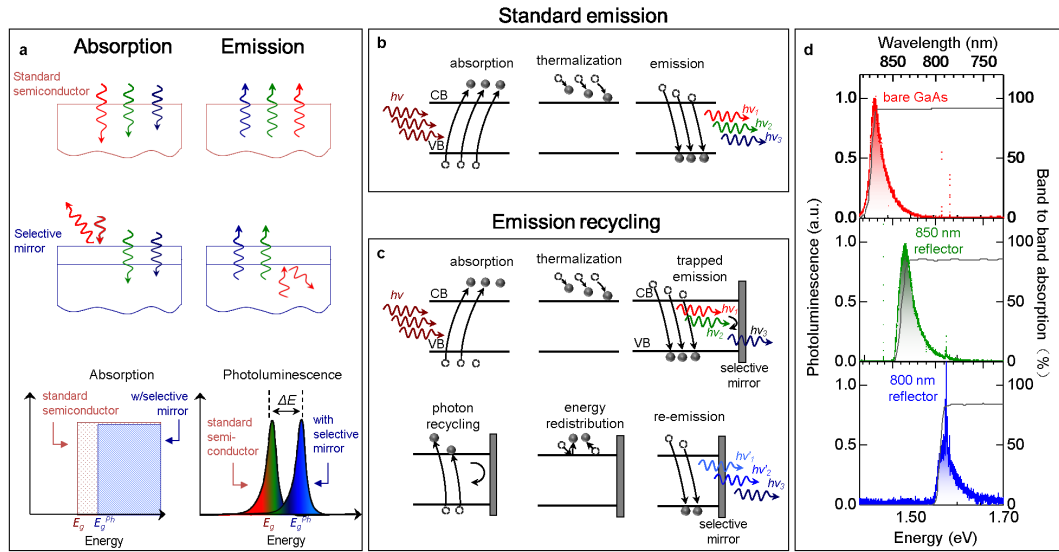 Standard emission
a
Absorption
Emission
Standard
semiconductor
Selective
mirror
Absorption
standard
semiconductor
w/selective
mirror
Eg
EgPh
Energy
Photoluminescence
ΔE
standard
semi-
conductor
with
selective
mirror
Eg
EgPh
Energy
b
absorption
thermalization
emission
hν
CB
VB
hν1
hν2
hν3
Emission recycling
c
absorption
thermalization
trapped
emission
hν
CB
VB
CB
VB
hν1
hν2
hν3
selective
mirror
photon
recycling
energy
redistribution
re-emission
hν'1
hν'2
hν3
selective
mirror
d
Wavelength (nm)
850 800 750
bare GaAs
1.0
0.5
0.0
100
50
0
850 nm
reflector
1.0
0.5
0.0
100
50
0
800 nm
reflector
1.0
0.5
0.0
100
50
0
Photoluminescence (a.u.)
Band to band absorption (%)
1.50 1.60 1.70
Energy (eV)